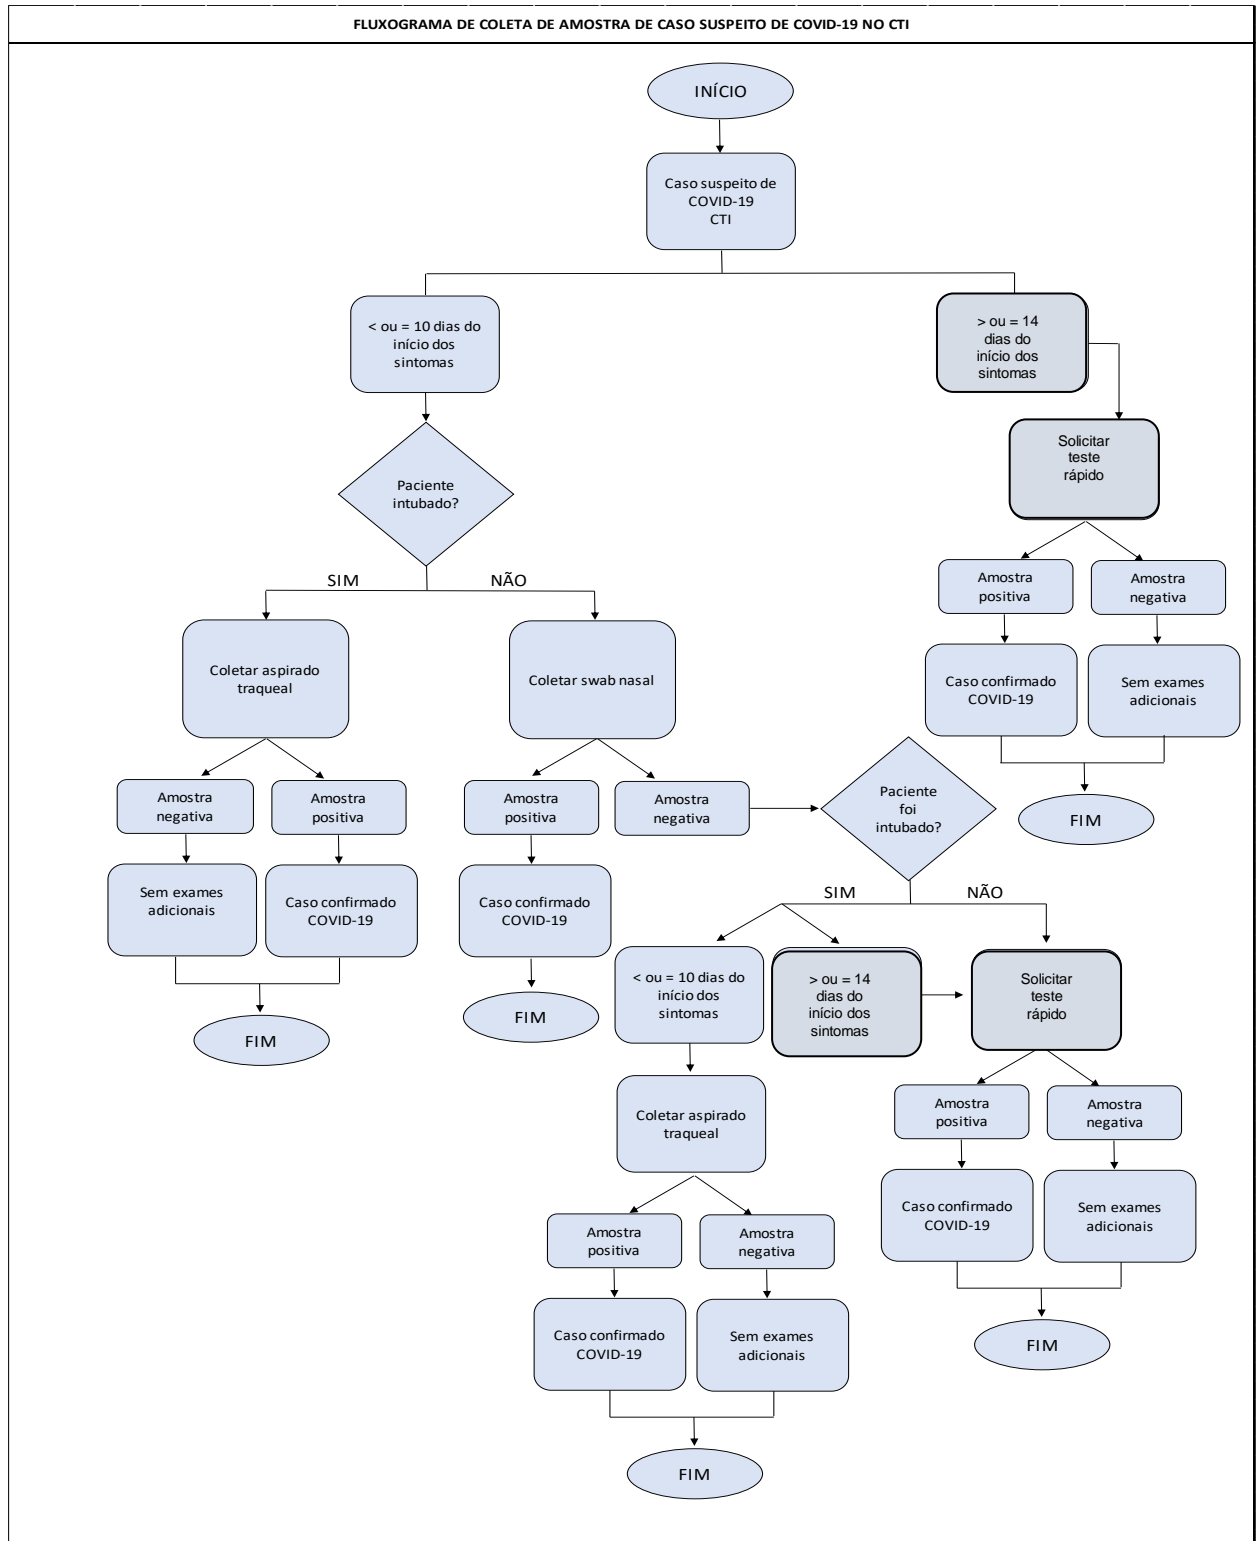 FLUXOGRAMA DE COLETA DE AMOSTRA DE CASO SUSPEITO DE COVID-19 NO CTI
INÍCIO
Caso suspeito de
COVID-19
CTI
< ou = 10 dias do
início dos
sintomas
> ou = 14
dias do
início dos
sintomas
Solicitar
teste
rápido
Paciente
intubado?
SIM
NÃO
Amostra
positiva
Amostra
negativa
Coletar aspirado
traqueal
Coletar swab nasal
Caso confirmado
COVID-19
Sem exames
adicionais
Amostra
negativa
Amostra
positiva
Amostra
positiva
Amostra
negativa
Paciente
foi
intubado?
FIM
Sem exames
adicionais
Caso confirmado
COVID-19
Caso confirmado
COVID-19
SIM
NÃO
< ou = 10 dias do
início dos
sintomas
> ou = 14
dias do
início dos
sintomas
Solicitar
teste
rápido
FIM
FIM
Coletar aspirado
traqueal
Amostra
positiva
Amostra
negativa
Caso confirmado
COVID-19
Sem exames
adicionais
Amostra
positiva
Amostra
negativa
Caso confirmado
COVID-19
Sem exames
adicionais
FIM
FIM